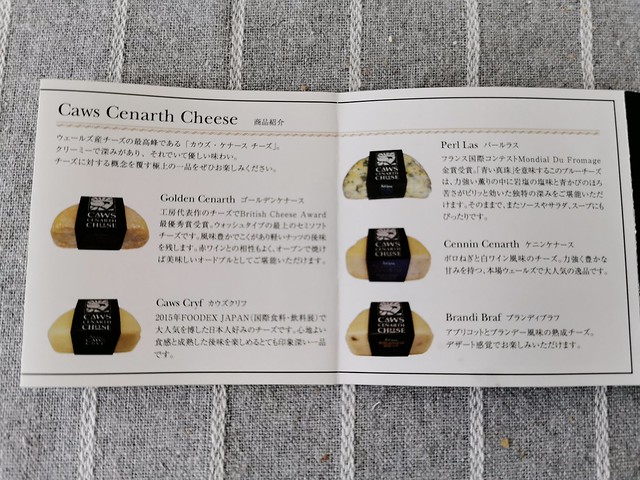 Caws Cenarth Cheese 商品紹介
ウェールズ産チーズの最高峰である「カウズ・ケナース チーズ」。
クリーミーで深みがあり、それでいて優しい味わい。
チーズに対する概念を覆す極上の一品をぜひお楽しみください。
Golden Cenarth ゴールデンケナース
工房代表作のチーズでBritish Cheese Award
最優秀賞受賞。ウォッシュタイプの最上のセミソフト
チーズです。風味豊かでこくがあり軽いナッツの後味
を残します。赤ワインとの相性もよく、オーブンで焼け
ば美味しいオードブルとしてご堪能いただけます。
Caws Cryf カウズクリフ
2015年FOODEX JAPAN(国際食料・飲料展)で
大人気を博した日本人好みのチーズです。心地よい
食感と成熟した後味を楽しめるとても印象深い一品
です。
Perl Las パールラス
フランス国際コンテストMondial Du Fromage
金賞受賞。「青い真珠」を意味するこのブルーチーズ
は、力強い薫りの中に岩塩の塩味と青かびのほろ
苦さがピリッと効いた独特の深みをご堪能いただ
けます。そのままで、またソースやサラダ、スープにも
ぴったりです。
Cennin Cenarth ケニンケナース
ポロねぎと白ワイン風味のチーズ。力強く豊かな
甘みを持つ、本場ウェールズで大人気の逸品です。
Brandi Braf ブランディブラフ
アプリコットとブランデー風味の熟成チーズ。
デザート感覚でお楽しみいただけます。
CAWS
CENARTH
CHEESE
CAWS
CENARTH
CHEESE
CAWS
CENARTH
CHEESE
CAWS
CENARTH
CHEESE
CAWS
CENARTH
CHEESE